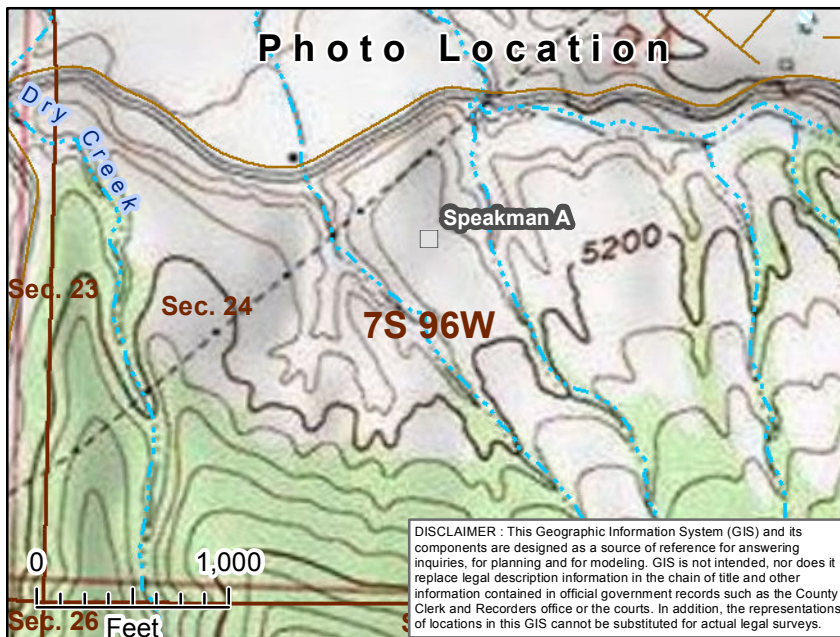 Photo Location
Dry Creek
Speakman A
5200
Sec. 23
Sec. 24
7S 96W
0 1,000
Feet
Sec. 26
S
DISCLAIMER : This Geographic Information System (GIS) and its
components are designed as a source of reference for answering
inquiries, for planning and for modeling. GIS is not intended, nor does it
replace legal description information in the chain of title and other
information contained in official government records such as the County
Clerk and Recorders office or the courts. In addition, the representations
of locations in this GIS cannot be substituted for actual legal surveys.